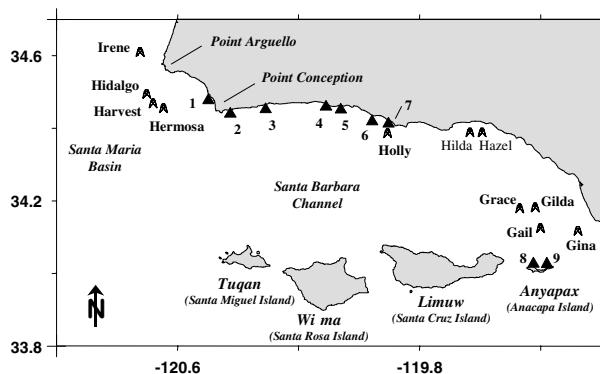 34.6
34.2
33.8
-120.6
-119.8
Irene
Point Arguello
Hidalgo
Point Conception
Harvest
Hermosa
1
2
3
4
5
6
7
Holly
Hilda
Hazel
Santa Maria
Basin
Santa Barbara
Channel
Grace
Gilda
Gail
Gina
8
9
Tuqan
(Santa Miguel Island)
Wi ma
(Santa Rosa Island)
Limuw
(Santa Cruz Island)
Anyapax
(Anacapa Island)
N